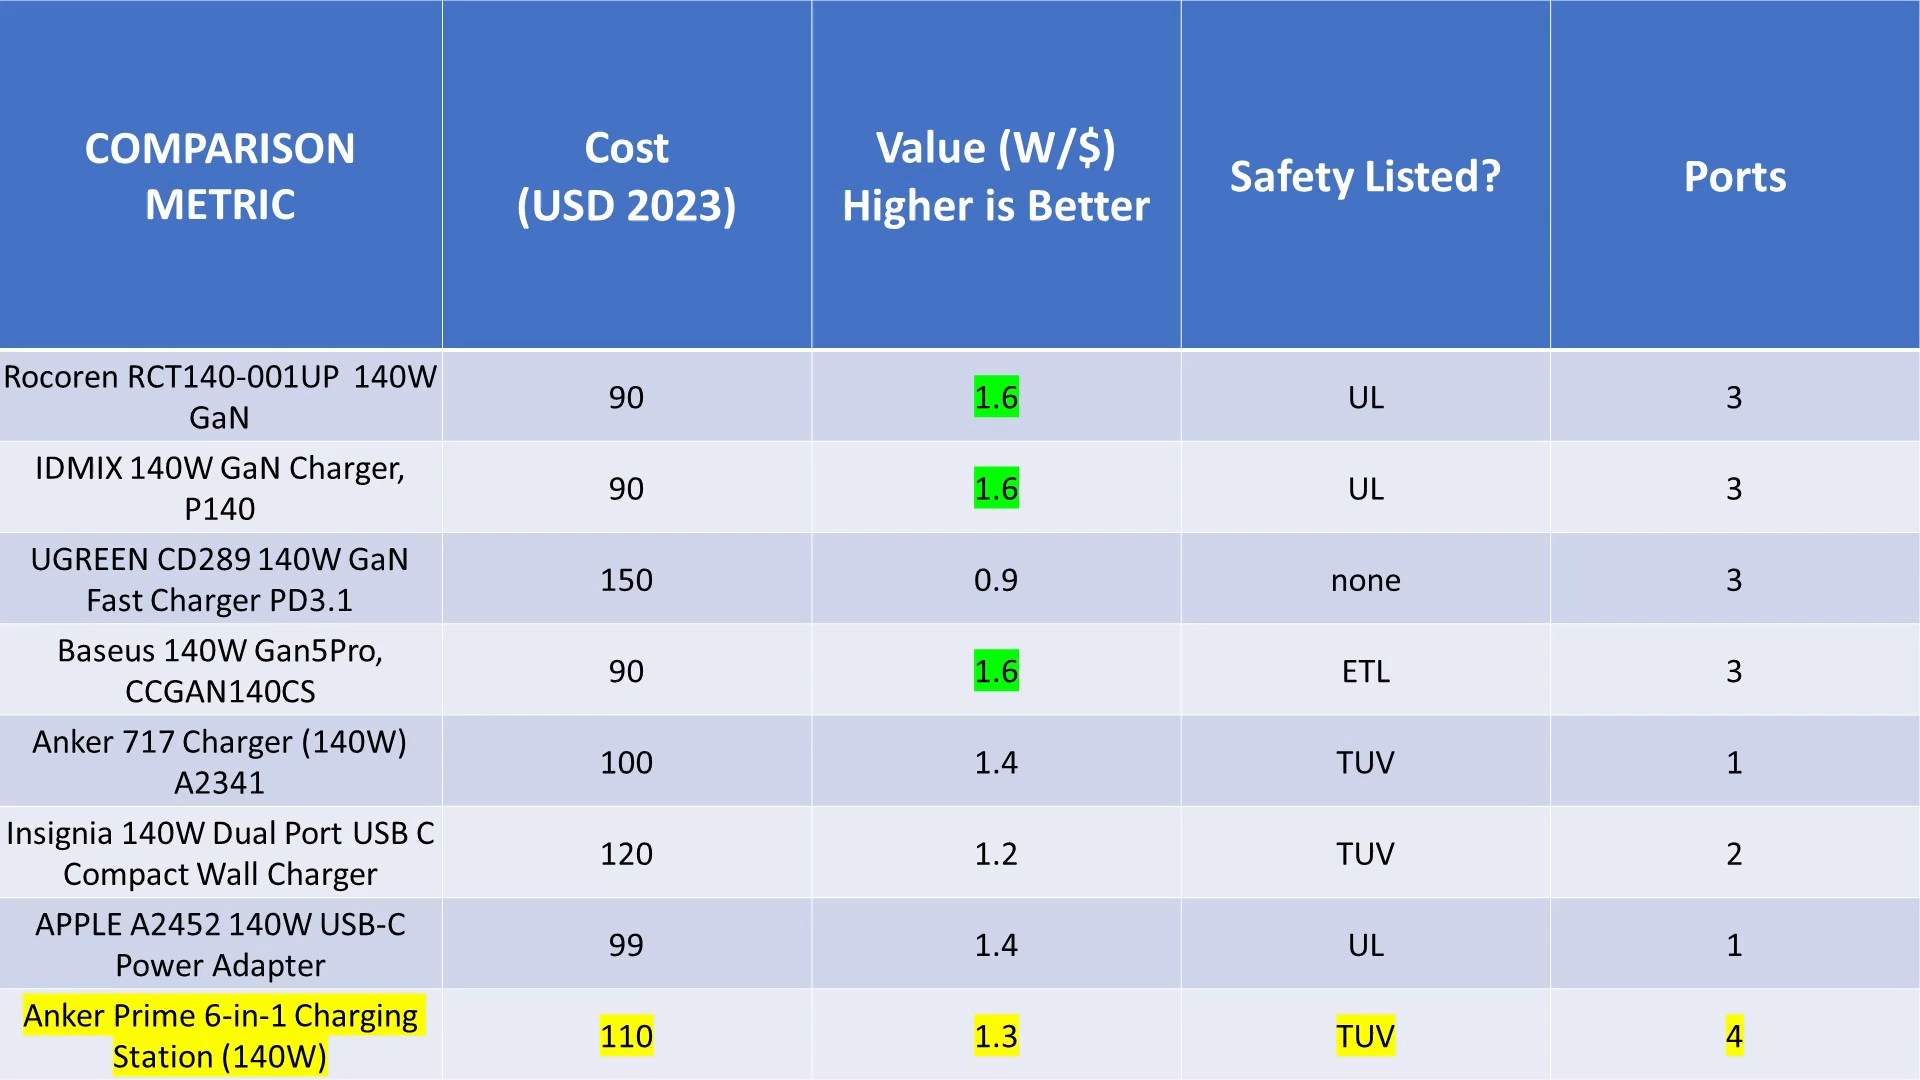 COMPARISON
METRIC
Cost
(USD 2023)
Value (W/$)
Higher is Better
Safety Listed?
Ports
Rocoren RCT140-001UP 140W
GaN
90
1.6
UL
3
IDMIX 140W GaN Charger,
P140
90
1.6
UL
3
UGREEN CD289 140W GaN
Fast Charger PD3.1
150
0.9
none
3
Baseus 140W Gan5Pro,
CCGAN140CS
90
1.6
ETL
3
Anker 717 Charger (140W)
A2341
100
1.4
TUV
1
Insignia 140W Dual Port USB C
Compact Wall Charger
120
1.2
TUV
2
APPLE A2452 140W USB-C
Power Adapter
99
1.4
UL
1
Anker Prime 6-in-1 Charging
Station (140W)
110
1.3
TUV
4